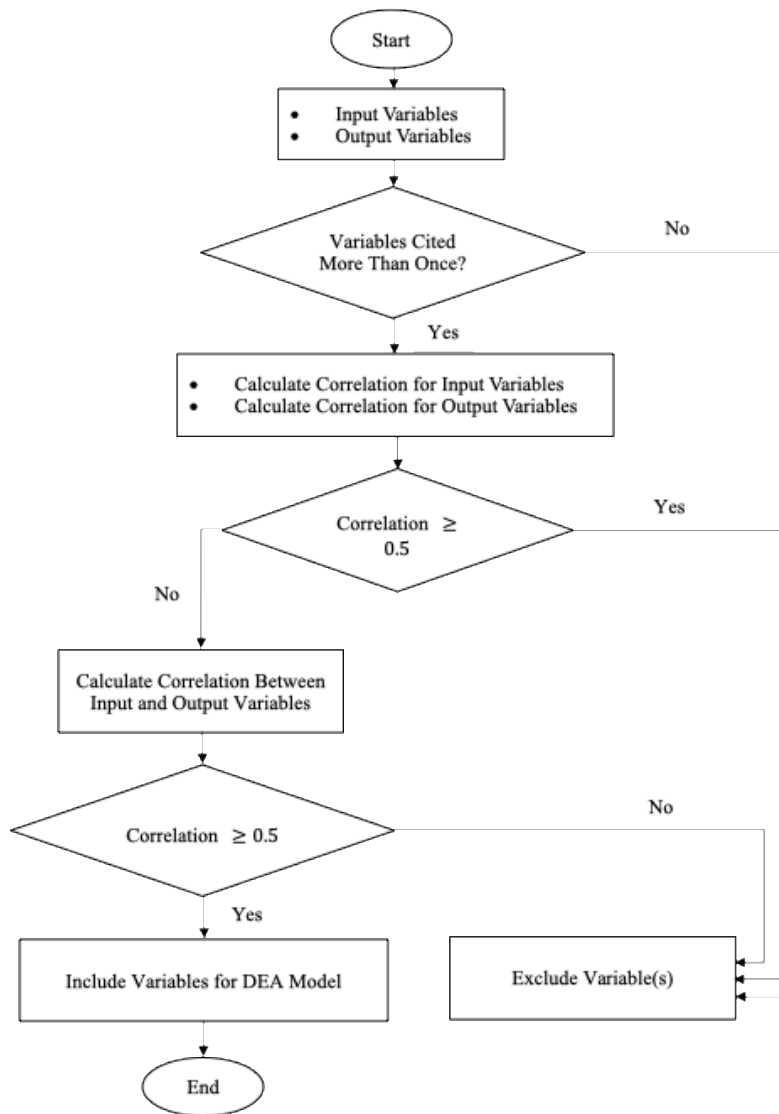 Start
• Input Variables
• Output Variables
Variables Cited
More Than Once?
No
Yes
• Calculate Correlation for Input Variables
• Calculate Correlation for Output Variables
Correlation ≥
0.5
Yes
No
Calculate Correlation Between
Input and Output Variables
Correlation ≥ 0.5
No
Yes
Include Variables for DEA Model
Exclude Variable(s)
End